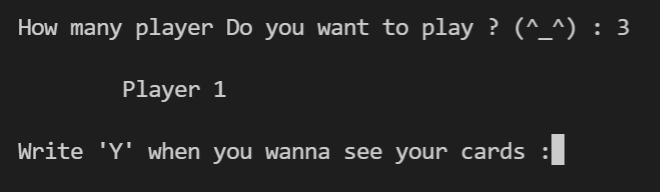 How many player Do you want to play ? (^_^) : 3
Player 1
Write 'Y' when you wanna see your cards :